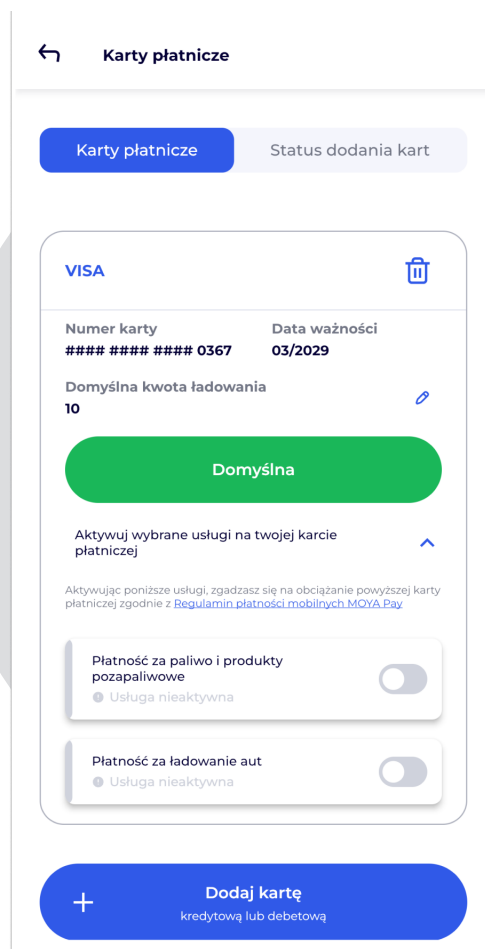 Karty płatnicze
Karty płatnicze
Status dodania kart
VISA
Numer karty
Data ważności
#### #### #### 0367
03/2029
Domyślna kwota ładowania
10
Domyślna
Aktywuj wybrane usługi na twojej karcie
płatniczej
Aktywując poniższe usługi, zgadzasz się na obciążanie powyższej karty
płatniczej zgodnie z Regulamin płatności mobilnych MOYA Pay
Płatność za paliwo i produkty
pozapaliwowe
Usługa nieaktywna
Płatność za ładowanie aut
Usługa nieaktywna
Dodaj kartę
kredytową lub debetową